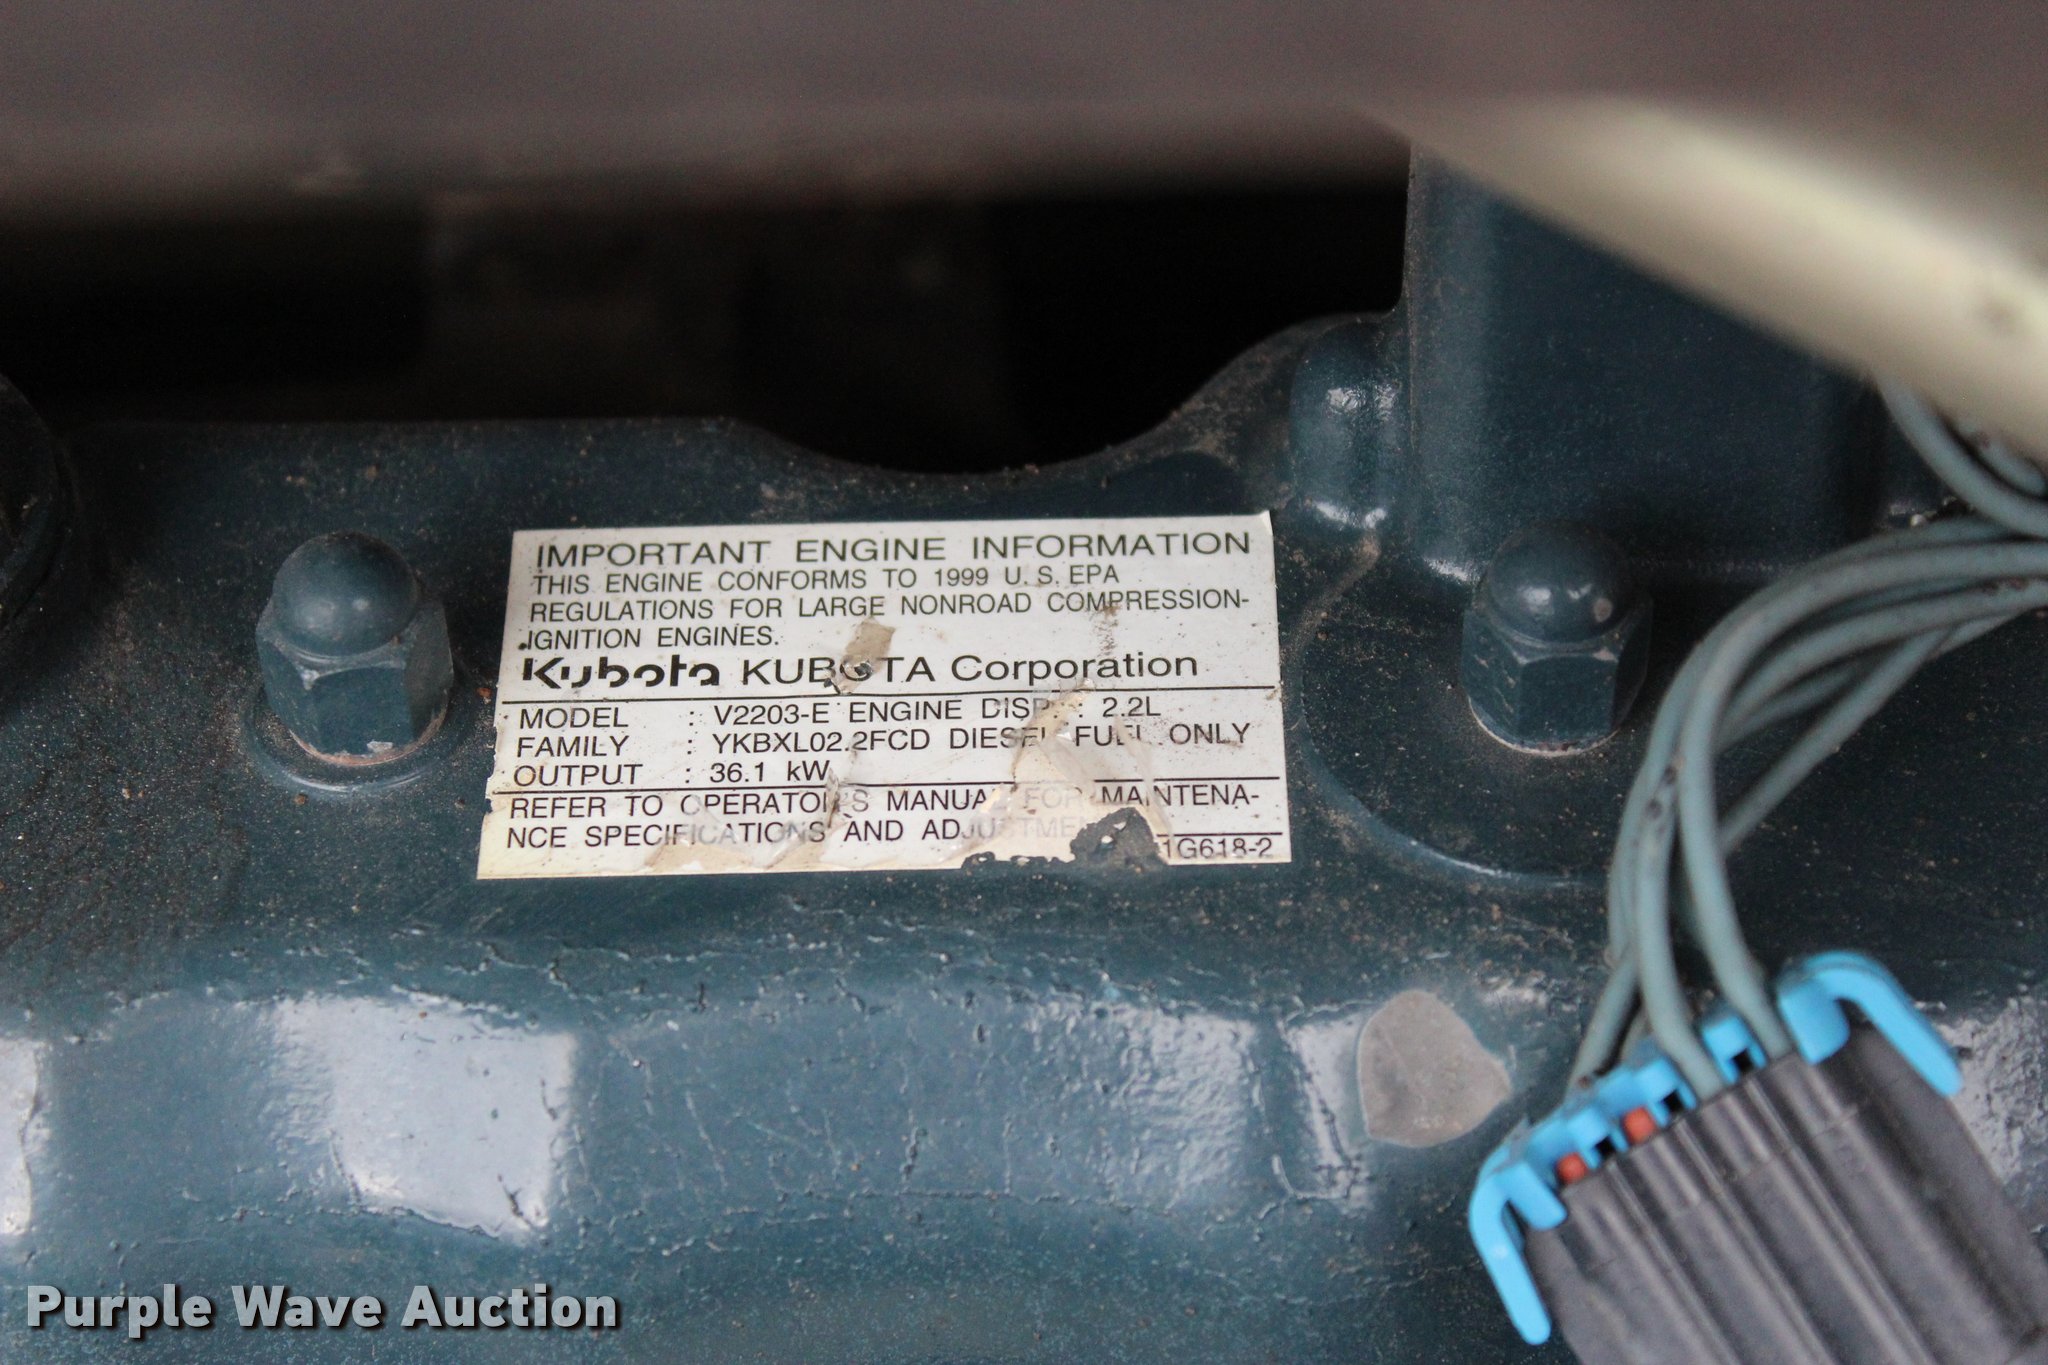 IMPORTANT ENGINE INFORMATION
THIS ENGINE CONFORMS TO 1999 U.S. EPA
REGULATIONS FOR LARGE NONROAD COMPRESSION-
IGNITION ENGINES.
Kubota KUBOTA Corporation
MODEL : V2203-E ENGINE DISP. : 2.2L
FAMILY : YKBXL02.2FCD DIESEL FUEL ONLY
OUTPUT : 36.1 kW
REFER TO OPERATOR'S MANUAL FOR MAINTENA-
NCE SPECIFICATIONS AND ADJUSTMEN
1G618-2
Purple Wave Auction